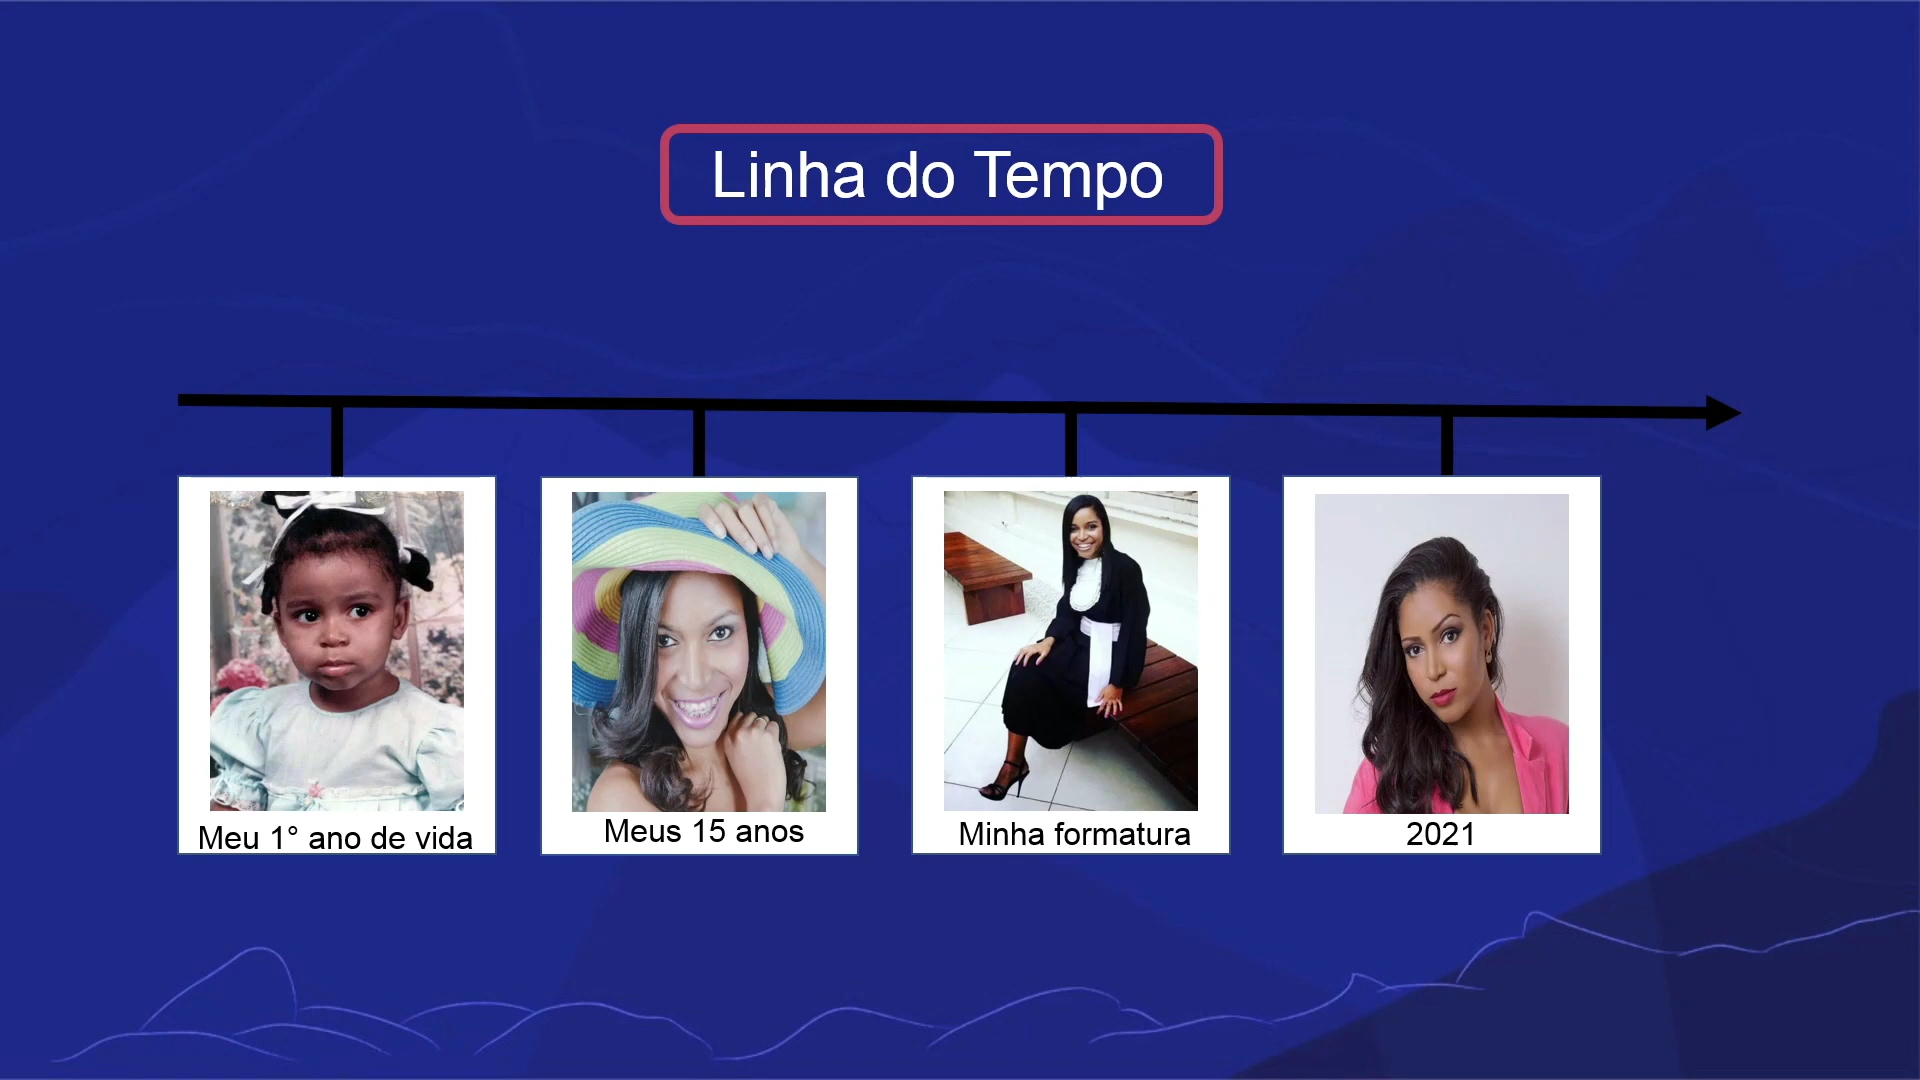 Linha do Tempo
Meu 1° ano de vida
Meus 15 anos
Minha formatura
2021